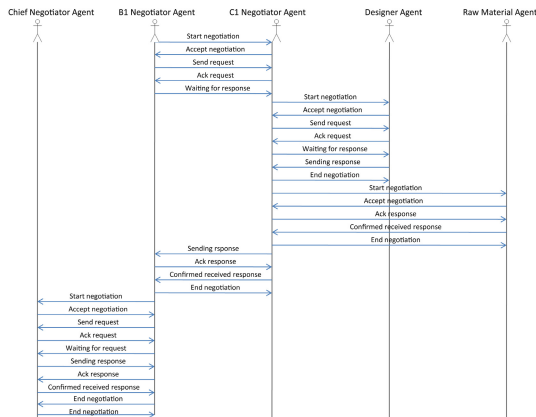 Chief Negotiator Agent B1 Negotiator Agent C1 Negotiator Agent Designer Agent Raw Material Agent
Start negotiation
Accept negotiation
Send request
Ack request
Waiting for response
Start negotiation
Accept negotiation
Send request
Ack request
Waiting for response
Sending response
End negotiation
Start negotiation
Accept negotiation
Ack response
Confirmed received response
End negotiation
Sending rsponse
Ack response
Confirmed received response
End negotiation
Start negotiation
Accept negotiation
Send request
Ack request
Waiting for request
Sending response
Ack response
Confirmed received response
End negotiation
End negotiation